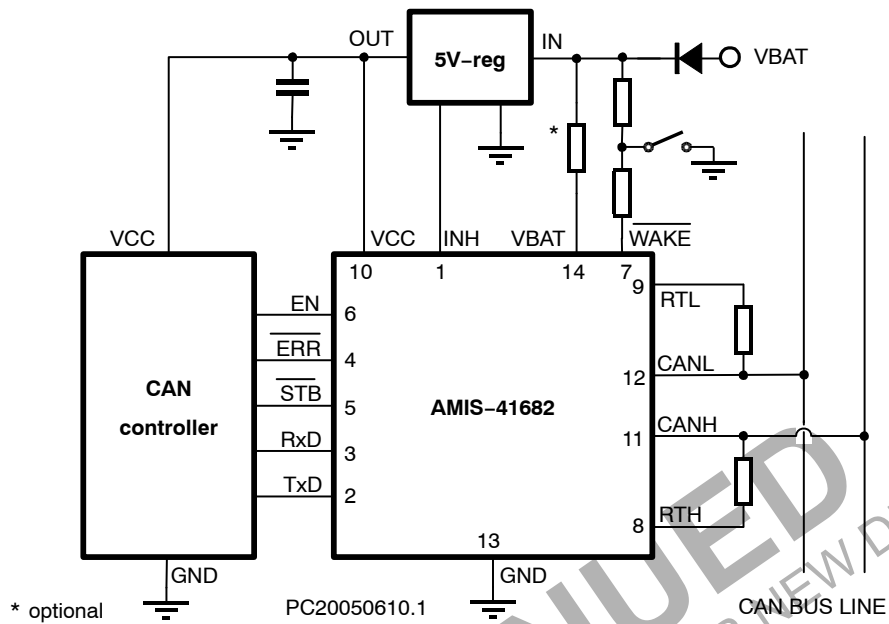 OUT
5V−reg
IN
VBAT
*
VCC
VCC
INH
VBAT
WAKE
10
1
14
7
9
RTL
EN
6
ERR
4
12
CANL
STB
5
CAN
controller
AMIS−41682
11
CANH
RxD
3
TxD
2
8
RTH
13
GND
GND
* optional
PC20050610.1
CAN BUS LINE
NUED
NEW D